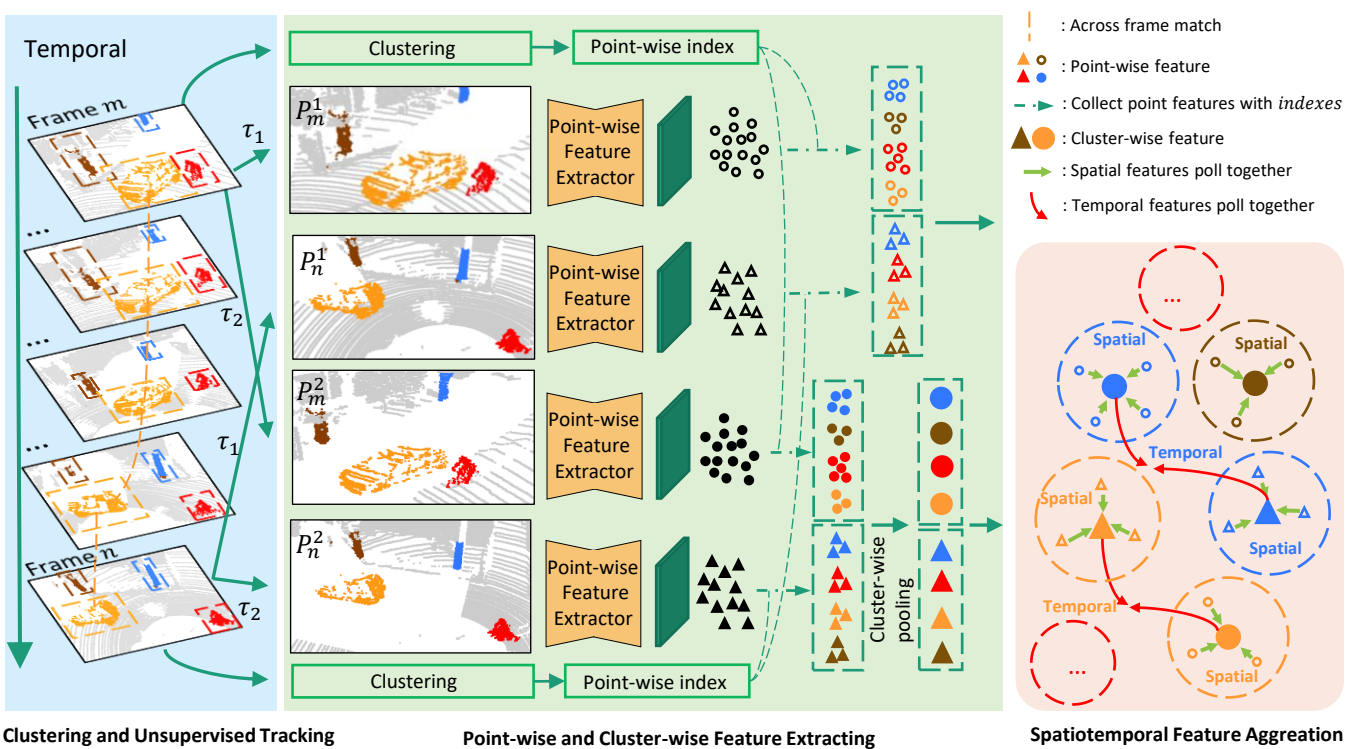 Temporal
Frame m
τ1
...
τ2
...
τ1
Frame n
τ2
Clustering
Point-wise index
P_m^1
Point-wise
Feature
Extractor
P_n^1
Point-wise
Feature
Extractor
P_m^2
Point-wise
Feature
Extractor
P_n^2
Point-wise
Feature
Extractor
Clustering
Point-wise index
Cluster-wise
pooling
: Across frame match
: Point-wise feature
: Collect point features with indexes
: Cluster-wise feature
: Spatial features poll together
: Temporal features poll together
...
Spatial
Spatial
Temporal
Spatial
Spatial
Temporal
Spatial
...
Clustering and Unsupervised Tracking
Point-wise and Cluster-wise Feature Extracting
Spatiotemporal Feature Aggreation